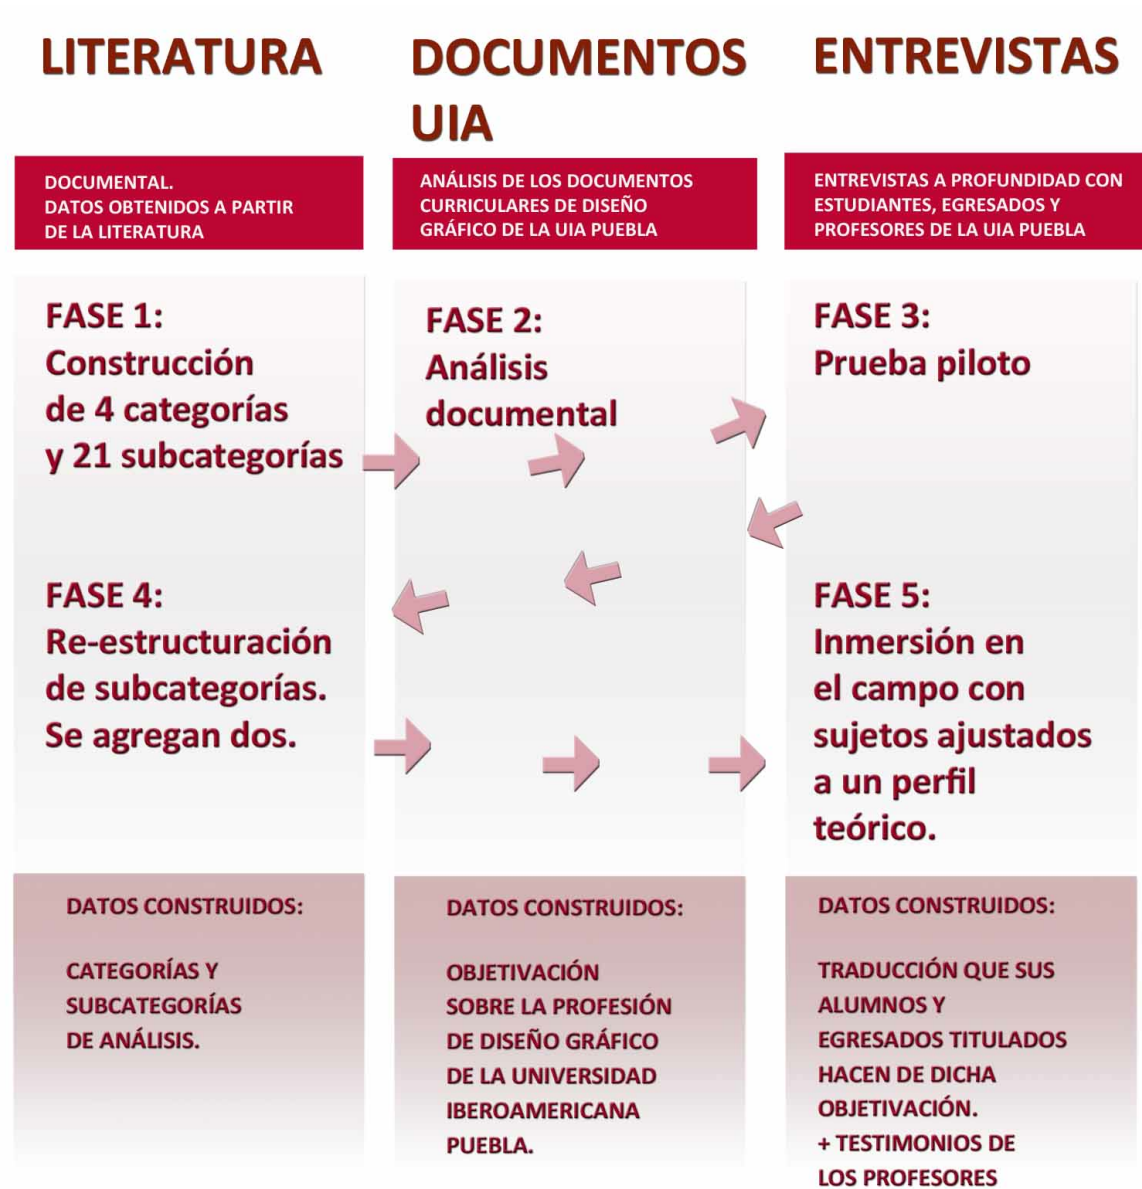 LITERATURA
DOCUMENTOS
UIA
ENTREVISTAS
DOCUMENTAL.
DATOS OBTENIDOS A PARTIR
DE LA LITERATURA
ANÁLISIS DE LOS DOCUMENTOS
CURRICULARES DE DISEÑO
GRÁFICO DE LA UIA PUEBLA
ENTREVISTAS A PROFUNDIDAD CON
ESTUDIANTES, EGRESADOS Y
PROFESORES DE LA UIA PUEBLA
FASE 1:
Construcción
de 4 categorías
y 21 subcategorías
FASE 2:
Análisis
documental
FASE 3:
Prueba piloto
FASE 4:
Re-estructuración
de subcategorías.
Se agregan dos.
FASE 5:
Inmersión en
el campo con
sujetos ajustados
a un perfil
teórico.
DATOS CONSTRUIDOS:
CATEGORÍAS Y
SUBCATEGORÍAS
DE ANÁLISIS.
DATOS CONSTRUIDOS:
OBJETIVACIÓN
SOBRE LA PROFESIÓN
DE DISEÑO GRÁFICO
DE LA UNIVERSIDAD
IBEROAMERICANA
PUEBLA.
DATOS CONSTRUIDOS:
TRADUCCIÓN QUE SUS
ALUMNOS Y
EGRESADOS TITULADOS
HACEN DE DICHA
OBJETIVACIÓN.
+ TESTIMONIOS DE
LOS PROFESORES